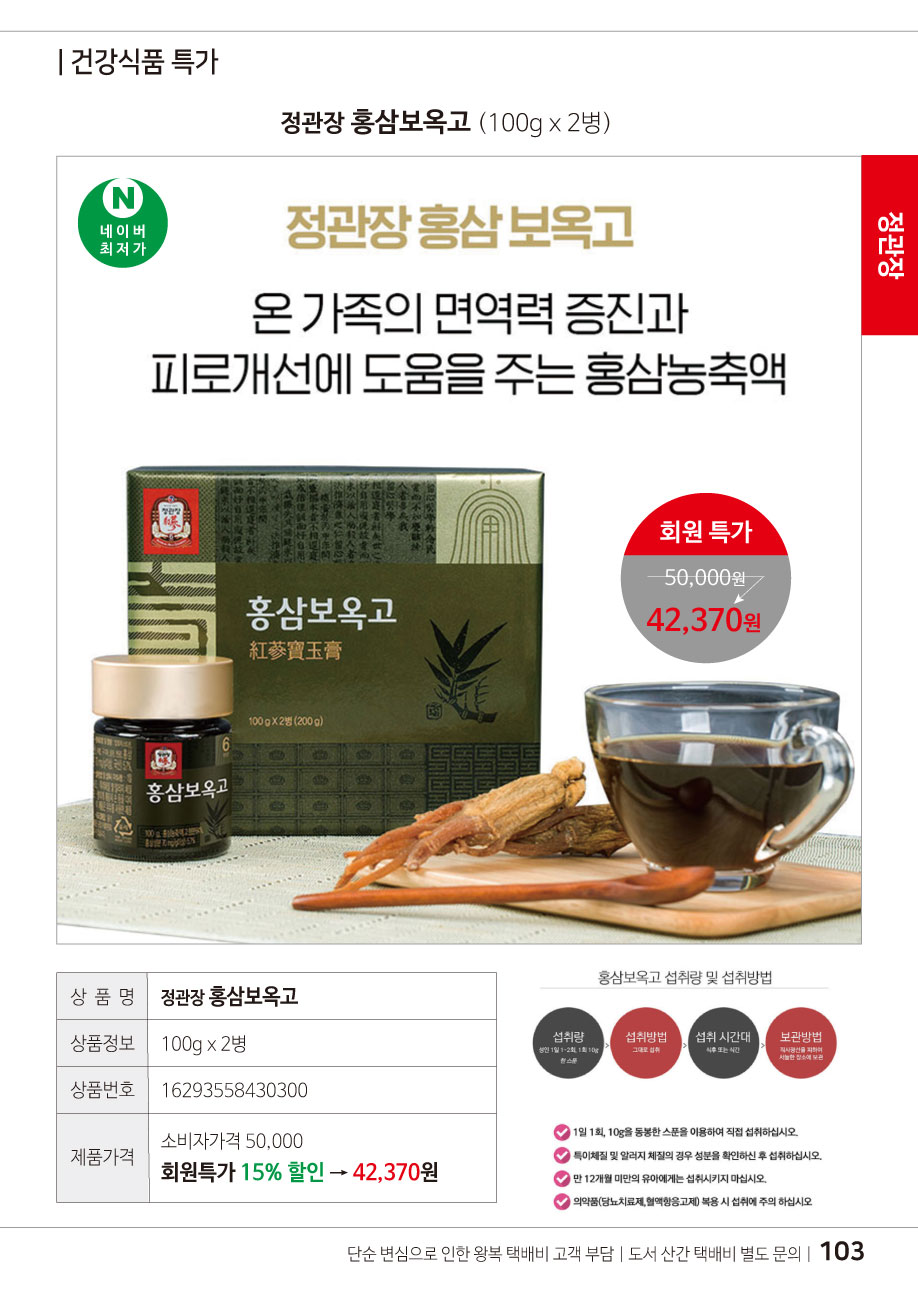 | 건강식품 특가
정관장 홍삼보옥고 (100g x 2병)
정관장
N
네이버
최저가
정관장 홍삼 보옥고
온 가족의 면역력 증진과
피로개선에 도움을 주는 홍삼농축액
회원 특가
50,000원
42,370원
정관장
홍삼보옥고
紅蔘寶玉膏
100 g X 2병 (200 g)
6
정관장
홍삼보옥고
상 품 명 정관장 홍삼보옥고
상품정보 100g x 2병
상품번호 16293558430300
제품가격 소비자가격 50,000
회원특가 15% 할인 → 42,370원
홍삼보옥고 섭취량 및 섭취방법
섭취량
성인 1일 1~2회, 1회 10g
한 스푼
섭취방법
그대로 섭취
섭취 시간대
식후 또는 식간
보관방법
직사광선을 피하여
서늘한 장소에 보관
1일 1회, 10g을 동봉한 스푼을 이용하여 직접 섭취하십시오.
특이체질 및 알러지 체질의 경우 성분을 확인하신 후 섭취하십시오.
만 12개월 미만의 유아에게는 섭취시키지 마십시오.
의약품(당뇨치료제,혈액항응고제) 복용 시 섭취에 주의 하십시오
단순 변심으로 인한 왕복 택배비 고객 부담 | 도서 산간 택배비 별도 문의 | 103